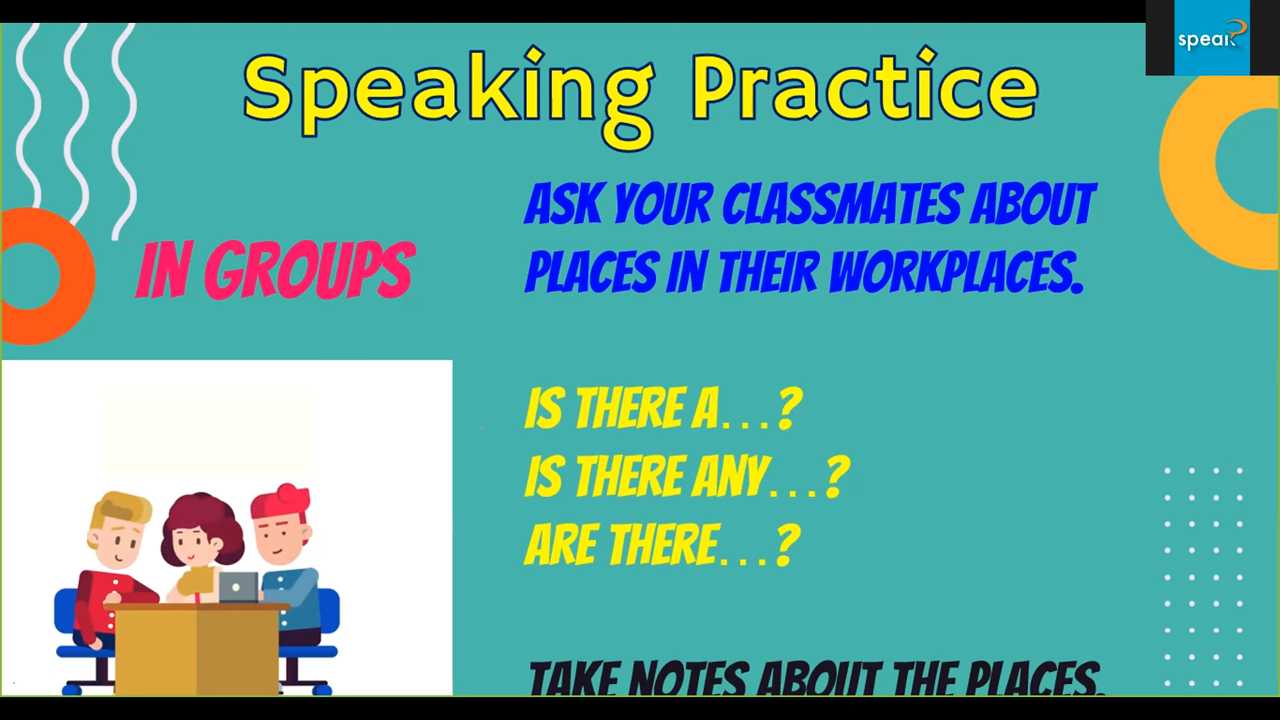 speak
Speaking Practice
ASK YOUR CLASSMATES ABOUT
PLACES IN THEIR WORKPLACES.
IN GROUPS
IS THERE A...?
IS THERE ANY...?
ARE THERE...?
TAKE NOTES ABOUT THE PLACES.